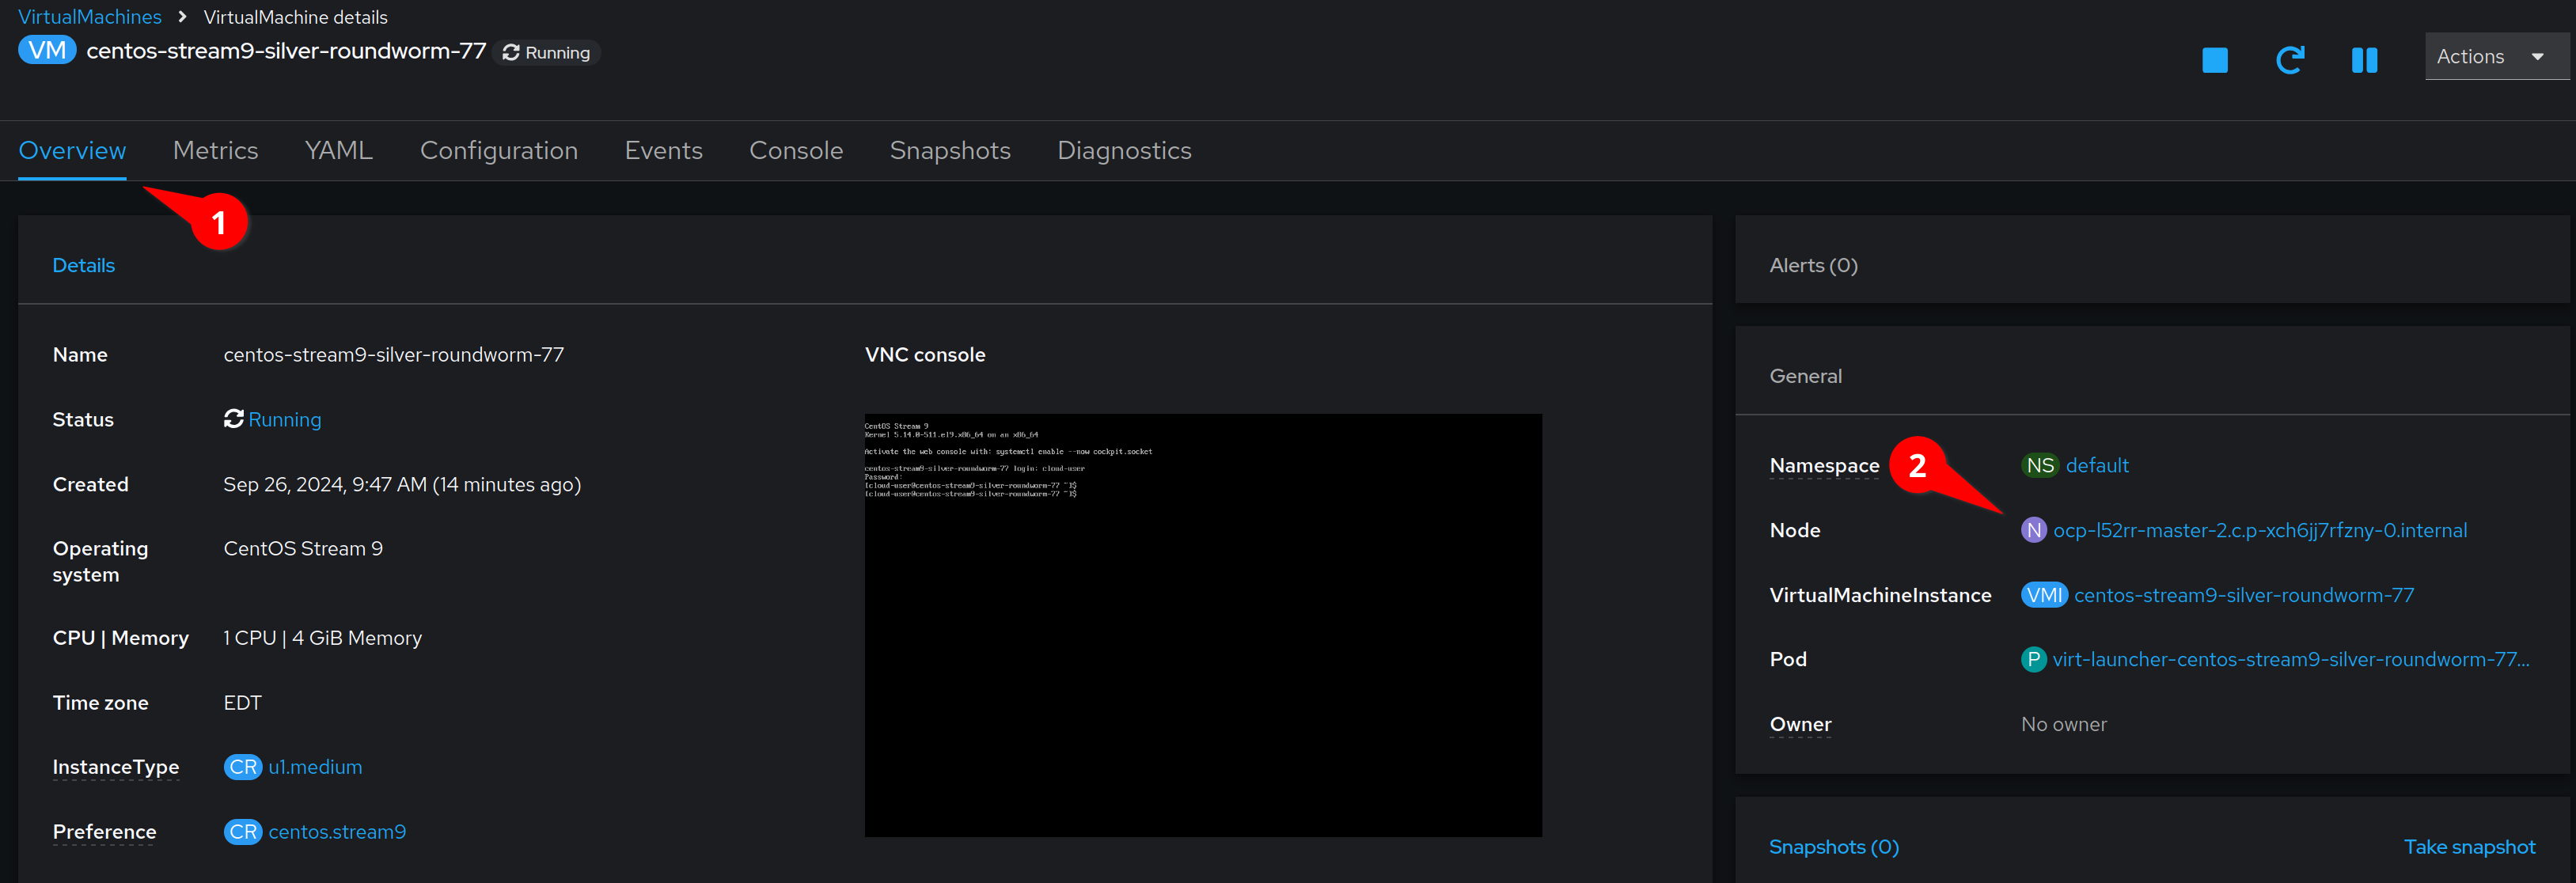 VirtualMachines > VirtualMachine details
VM centos-stream9-silver-roundworm-77 Running
Actions
Overview Metrics YAML Configuration Events Console Snapshots Diagnostics
1
Details
Name centos-stream9-silver-roundworm-77
Status Running
Created Sep 26, 2024, 9:47 AM (14 minutes ago)
Operating system CentOS Stream 9
CPU | Memory 1 CPU | 4 GiB Memory
Time zone EDT
InstanceType CR u1.medium
Preference CR centos.stream9
VNC console
CentOS Stream 9
Kernel 5.14.0-511.el9.x86_64 on an x86_64
Activate the web console with: systemctl enable --now cockpit.socket
centos-stream9-silver-roundworm-77 login: cloud-user
Password:
[cloud-user@centos-stream9-silver-roundworm-77 ~]$
[cloud-user@centos-stream9-silver-roundworm-77 ~]$
Alerts (0)
General
Namespace NS default
2
Node N ocp-l52rr-master-2.c.p-xch6jj7rfzny-0.internal
VirtualMachineInstance VMI centos-stream9-silver-roundworm-77
Pod P virt-launcher-centos-stream9-silver-roundworm-77...
Owner No owner
Snapshots (0) Take snapshot